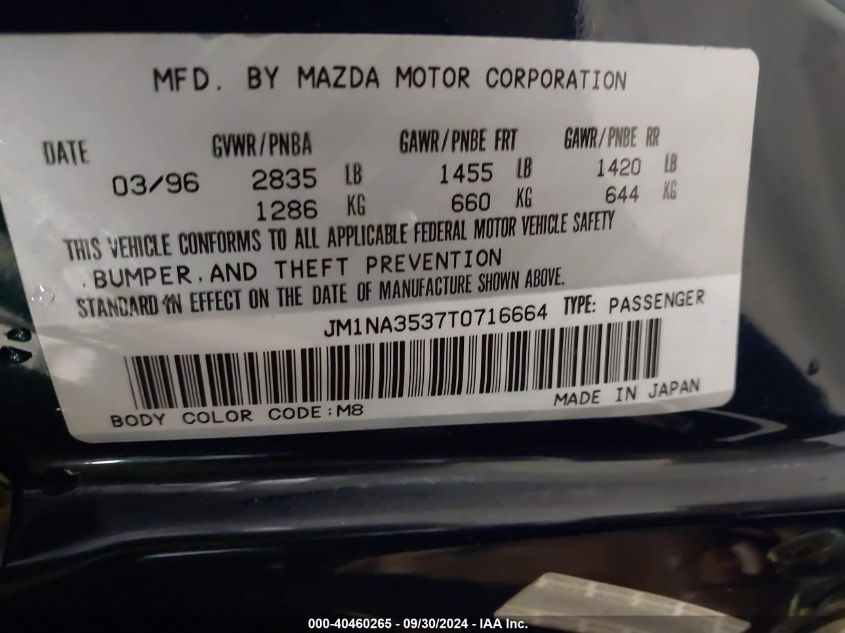 MFD. BY MAZDA MOTOR CORPORATION
DATE GVWR/PNBA GAWR/PNBE FRT GAWR/PNBE RR
03/96 2835 LB 1455 LB 1420 LB
1286 KG 660 KG 644 KG
THIS VEHICLE CONFORMS TO ALL APPLICABLE FEDERAL MOTOR VEHICLE SAFETY
,BUMPER,AND THEFT PREVENTION
STANDARD IN EFFECT ON THE DATE OF MANUFACTURE SHOWN ABOVE.
JM1NA3537T0716664 TYPE: PASSENGER
BODY COLOR CODE:M8 MADE IN JAPAN
000-40460265 - 09/30/2024 - IAA Inc.